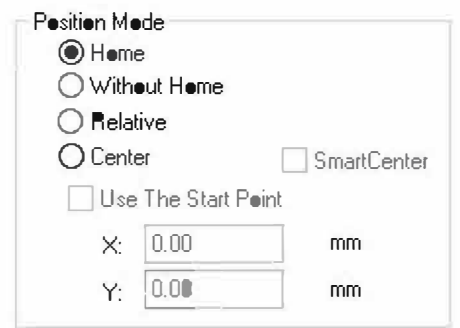 Position Mode
Home
Without Home
Relative
Center SmartCenter
Use The Start Point
X: 0.00 mm
Y: 0.00 mm